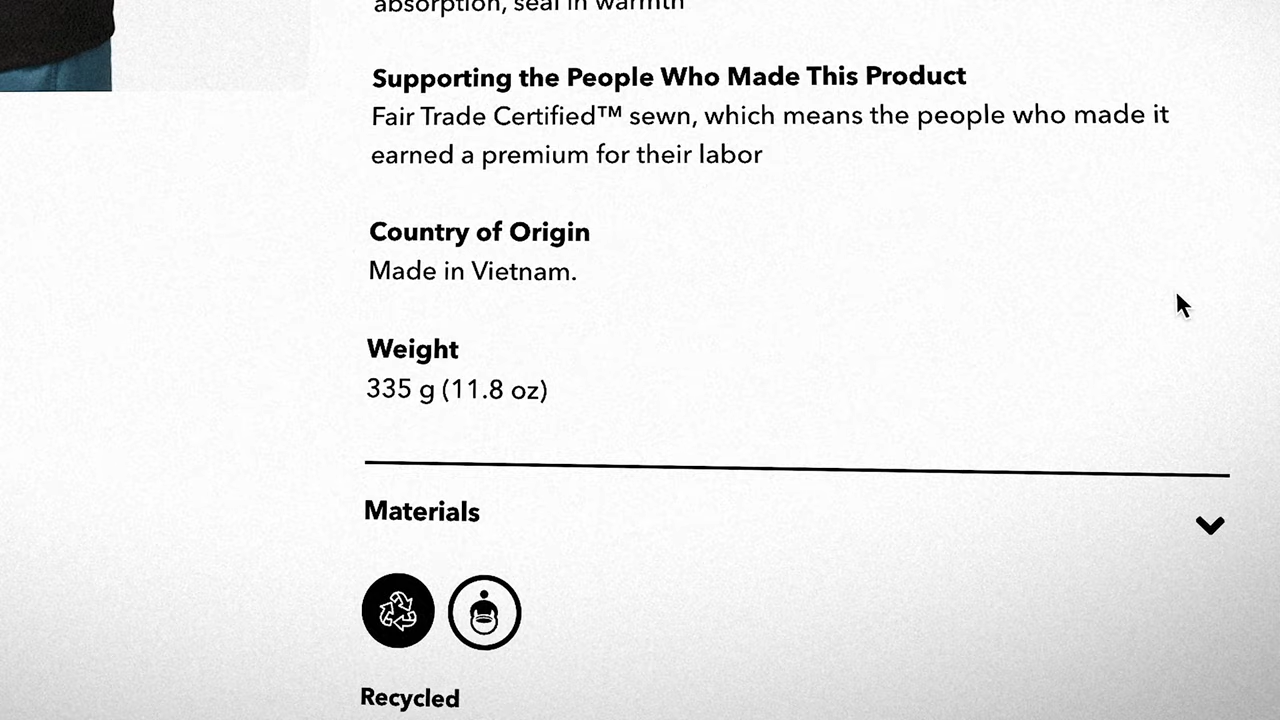 absorption, seal in warmth
Supporting the People Who Made This Product
Fair Trade Certified™ sewn, which means the people who made it
earned a premium for their labor
Country of Origin
Made in Vietnam.
Weight
335 g (11.8 oz)
Materials
Recycled